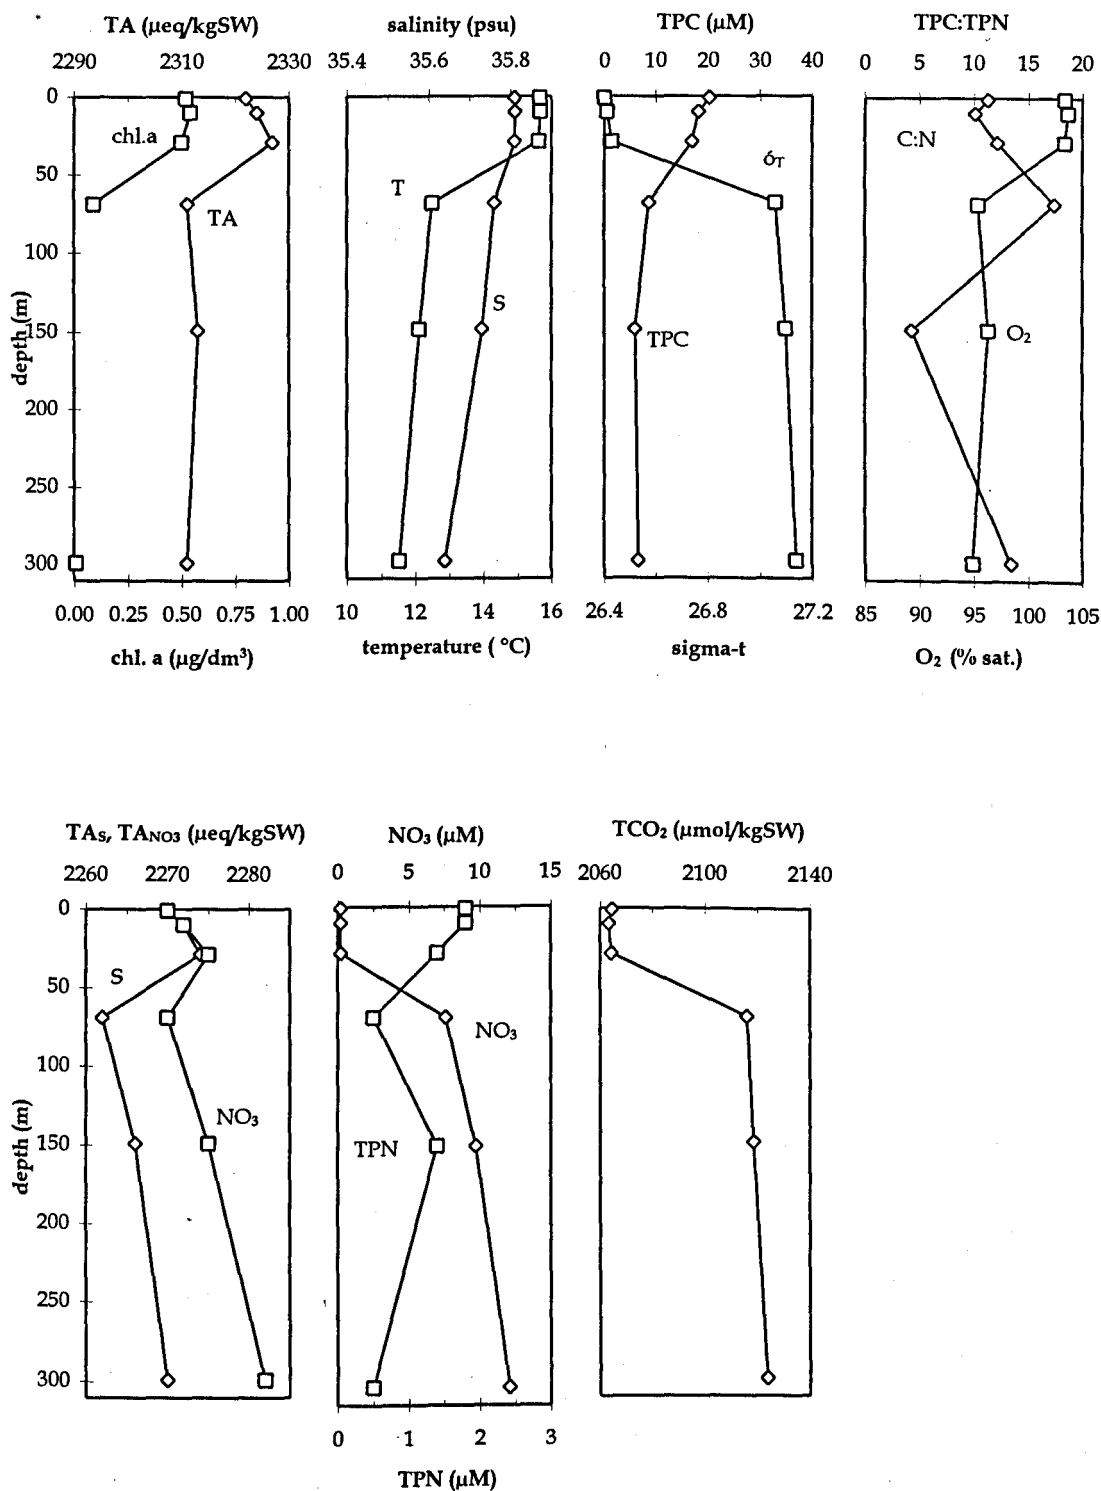 TA (µeq/kgSW) salinity (psu) TPC (µM) TPC:TPN
2290 2310 2330 35.4 35.6 35.8 0 10 20 30 40 0 5 10 15 20
0
chl.a C:N
бT
50 T
TA
100
S
150 TPC O2
depth (m)
200
250
300
0.00 0.25 0.50 0.75 1.00 10 12 14 16 26.4 26.8 27.2 85 90 95 100 105
chl. a (µg/dm3) temperature ( °C) sigma-t O2 (% sat.)
TAS, TANO3 (µeq/kgSW) NO3 (µM) TCO2 (µmol/kgSW)
2260 2270 2280 0 5 10 15 2060 2100 2140
0
S
50
NO3
100
NO3
150 TPN
depth (m)
200
250
300
0 1 2 3
TPN (µM)